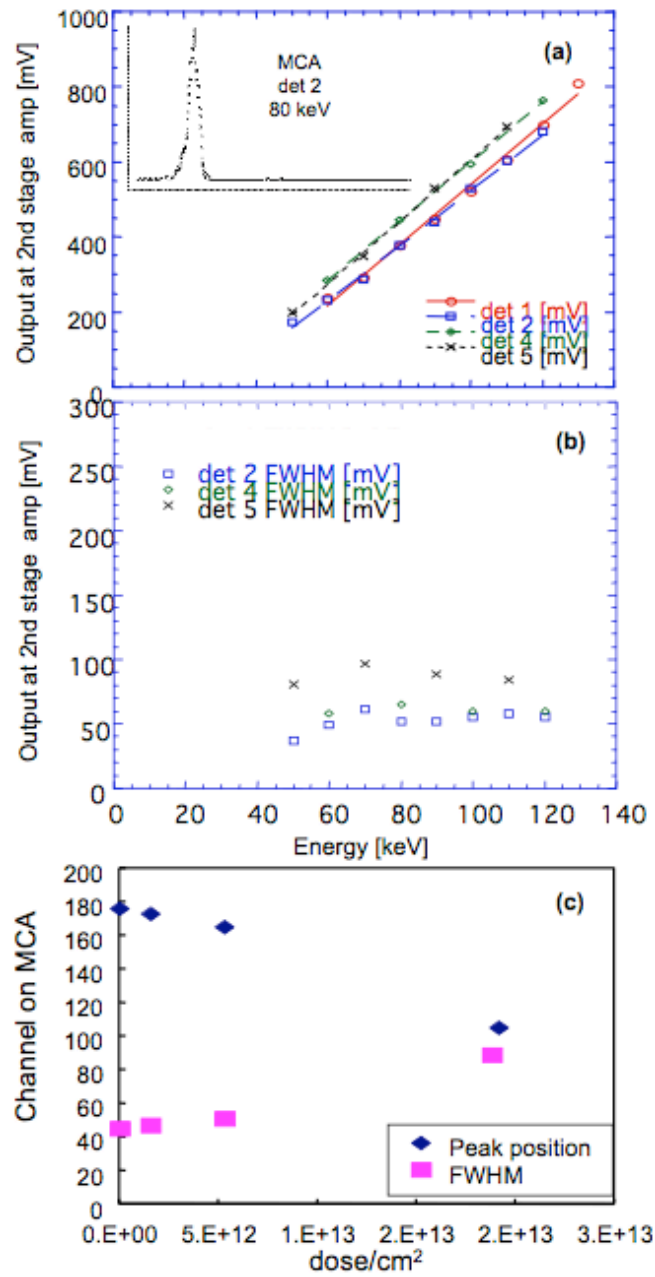 1000
(a)
MCA
det 2
80 keV
800
600
400
200
0
Output at 2nd stage amp [mV]
det 1 [mV]
det 2 [mV]
det 4 [mV]
det 5 [mV]
300
(b)
det 2 FWHM [mV]
det 4 FWHM [mV]
det 5 FWHM [mV]
250
200
150
100
50
0
Output at 2nd stage amp [mV]
0 20 40 60 80 100 120 140
Energy [keV]
200
(c)
180
160
140
120
100
80
60
40
20
0
Channel on MCA
Peak position
FWHM
0.E+00 5.E+12 1.E+13 2.E+13 2.E+13 3.E+13
dose/cm²